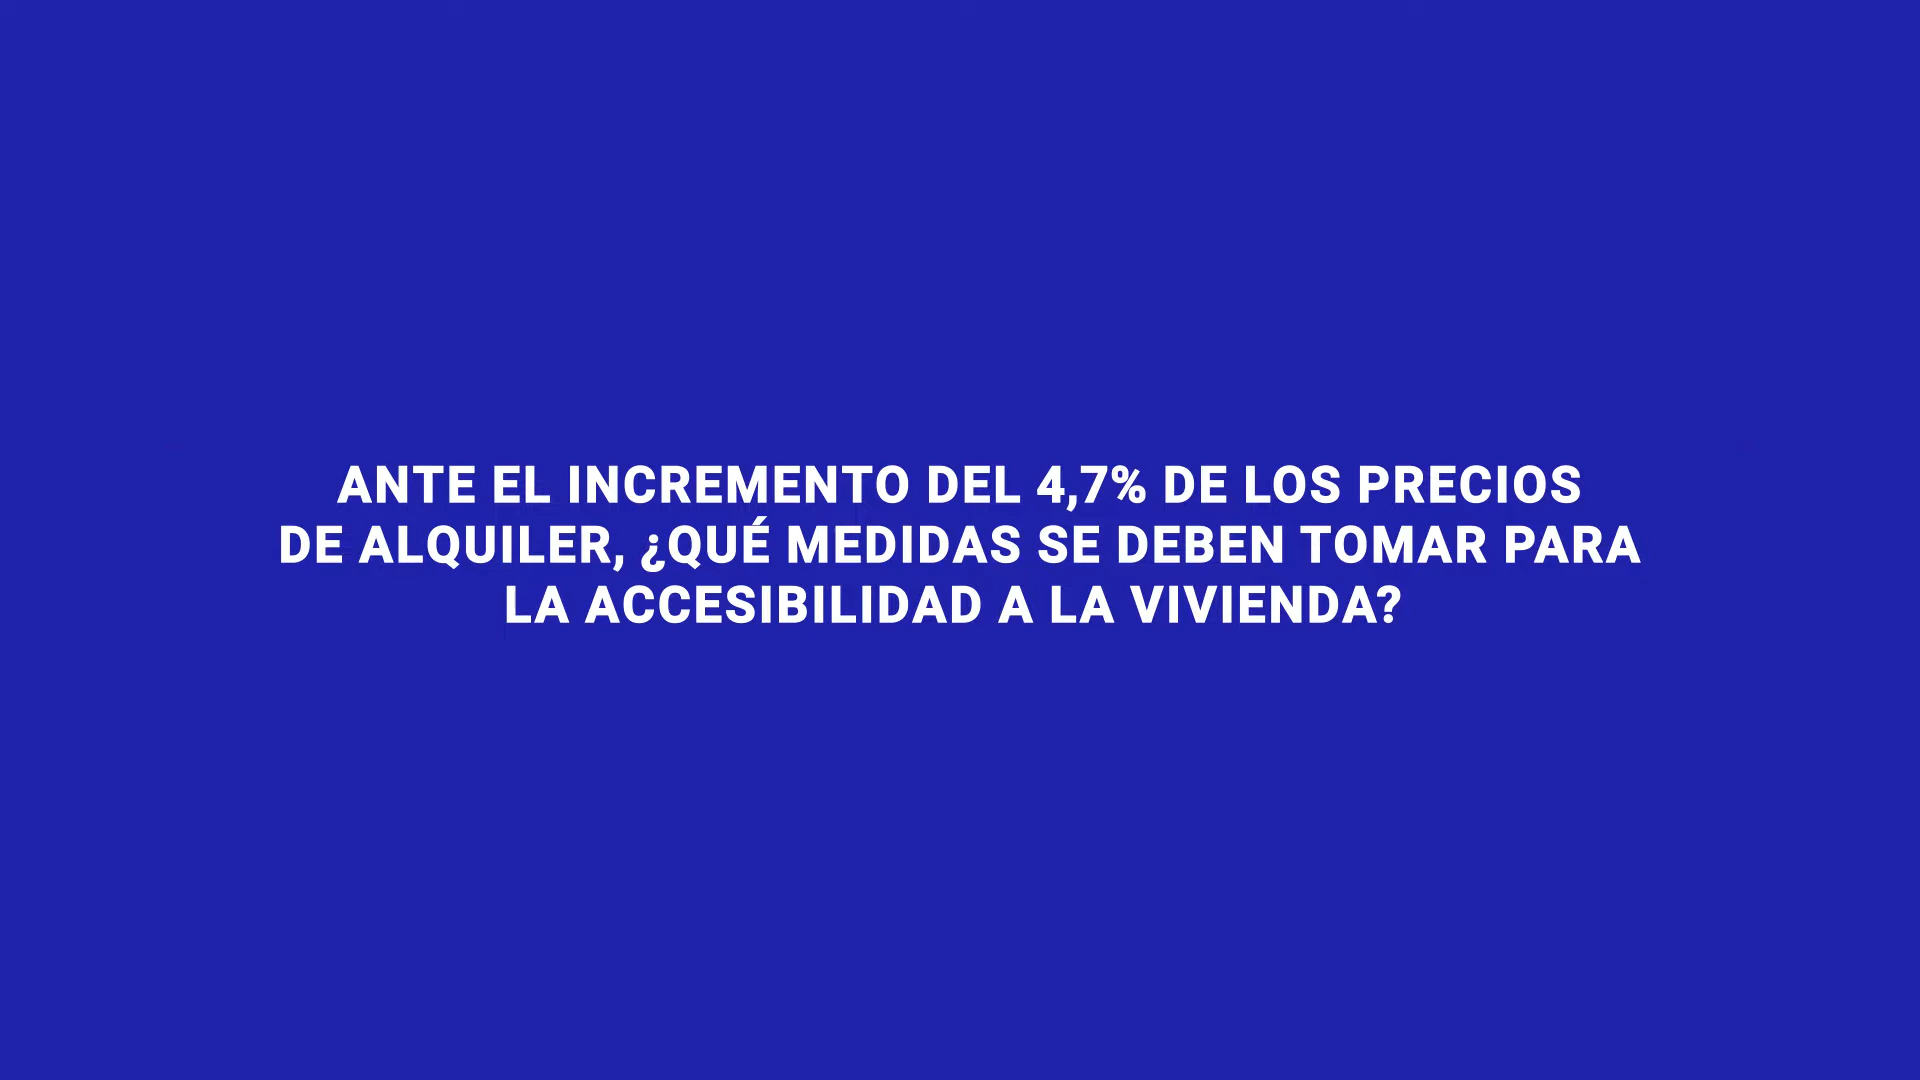 ANTE EL INCREMENTO DEL 4,7% DE LOS PRECIOS
DE ALQUILER, ¿QUÉ MEDIDAS SE DEBEN TOMAR PARA
LA ACCESIBILIDAD A LA VIVIENDA?